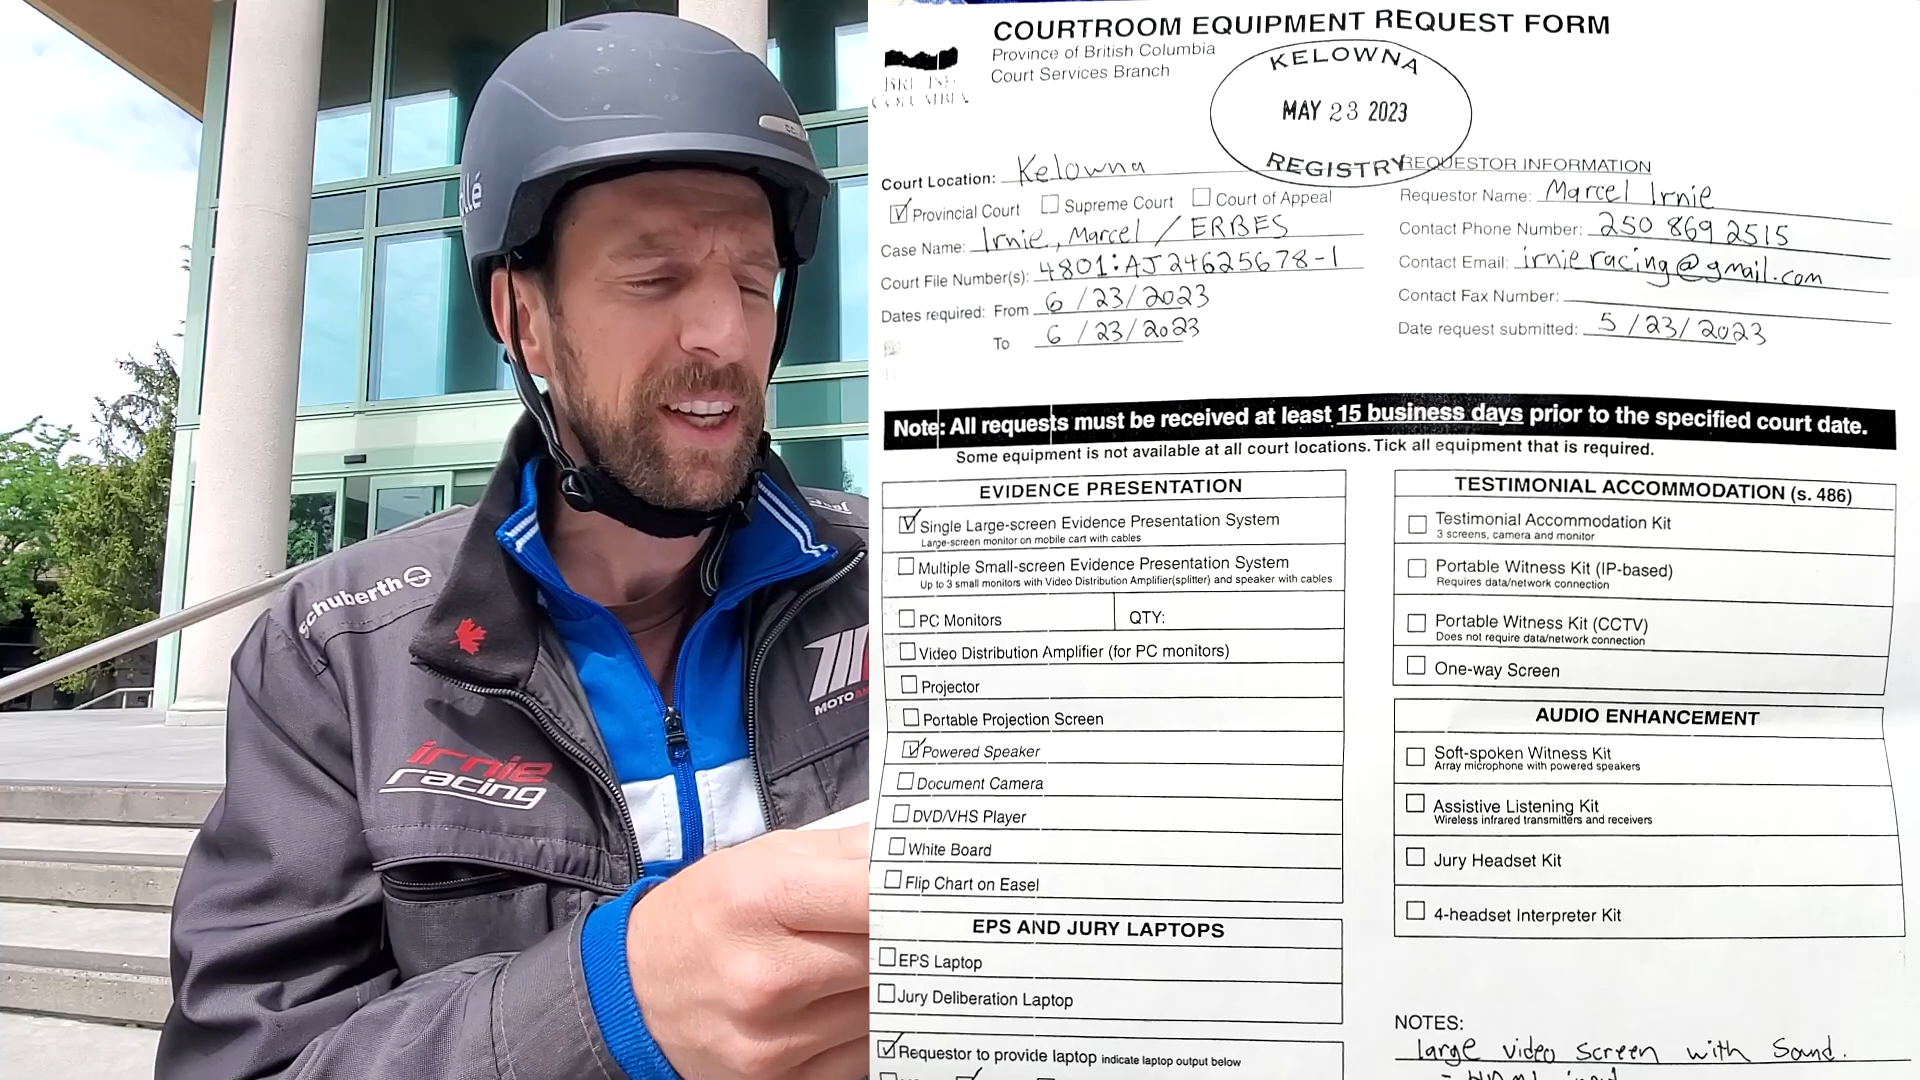 COURTROOM EQUIPMENT REQUEST FORM
Province of British Columbia
Court Services Branch
BRITISH
COLUMBIA
KELOWNA
MAY 23 2023
REGISTRY
Court Location: Kelowna
Provincial Court Supreme Court Court of Appeal
Case Name: Irnie, Marcel / ERBES
Court File Number(s): 4801:AJ24625678-1
Dates required: From 6/23/2023
To 6/23/2023
REQUESTOR INFORMATION
Requestor Name: Marcel Irnie
Contact Phone Number: 250 869 2515
Contact Email: irnieracing@gmail.com
Contact Fax Number:
Date request submitted: 5/23/2023
Note: All requests must be received at least 15 business days prior to the specified court date.
Some equipment is not available at all court locations. Tick all equipment that is required.
EVIDENCE PRESENTATION
Single Large-screen Evidence Presentation System
Large-screen monitor on mobile cart with cables
Multiple Small-screen Evidence Presentation System
Up to 3 small monitors with Video Distribution Amplifier(splitter) and speaker with cables
PC Monitors QTY:
Video Distribution Amplifier (for PC monitors)
Projector
Portable Projection Screen
Powered Speaker
Document Camera
DVD/VHS Player
White Board
Flip Chart on Easel
EPS AND JURY LAPTOPS
EPS Laptop
Jury Deliberation Laptop
Requestor to provide laptop indicate laptop output below
TESTIMONIAL ACCOMMODATION (s. 486)
Testimonial Accommodation Kit
3 screens, camera and monitor
Portable Witness Kit (IP-based)
Requires data/network connection
Portable Witness Kit (CCTV)
Does not require data/network connection
One-way Screen
AUDIO ENHANCEMENT
Soft-spoken Witness Kit
Array microphone with powered speakers
Assistive Listening Kit
Wireless infrared transmitters and receivers
Jury Headset Kit
4-headset Interpreter Kit
NOTES:
large video screen with sound.
schuberth
irnie
racing
MOTO